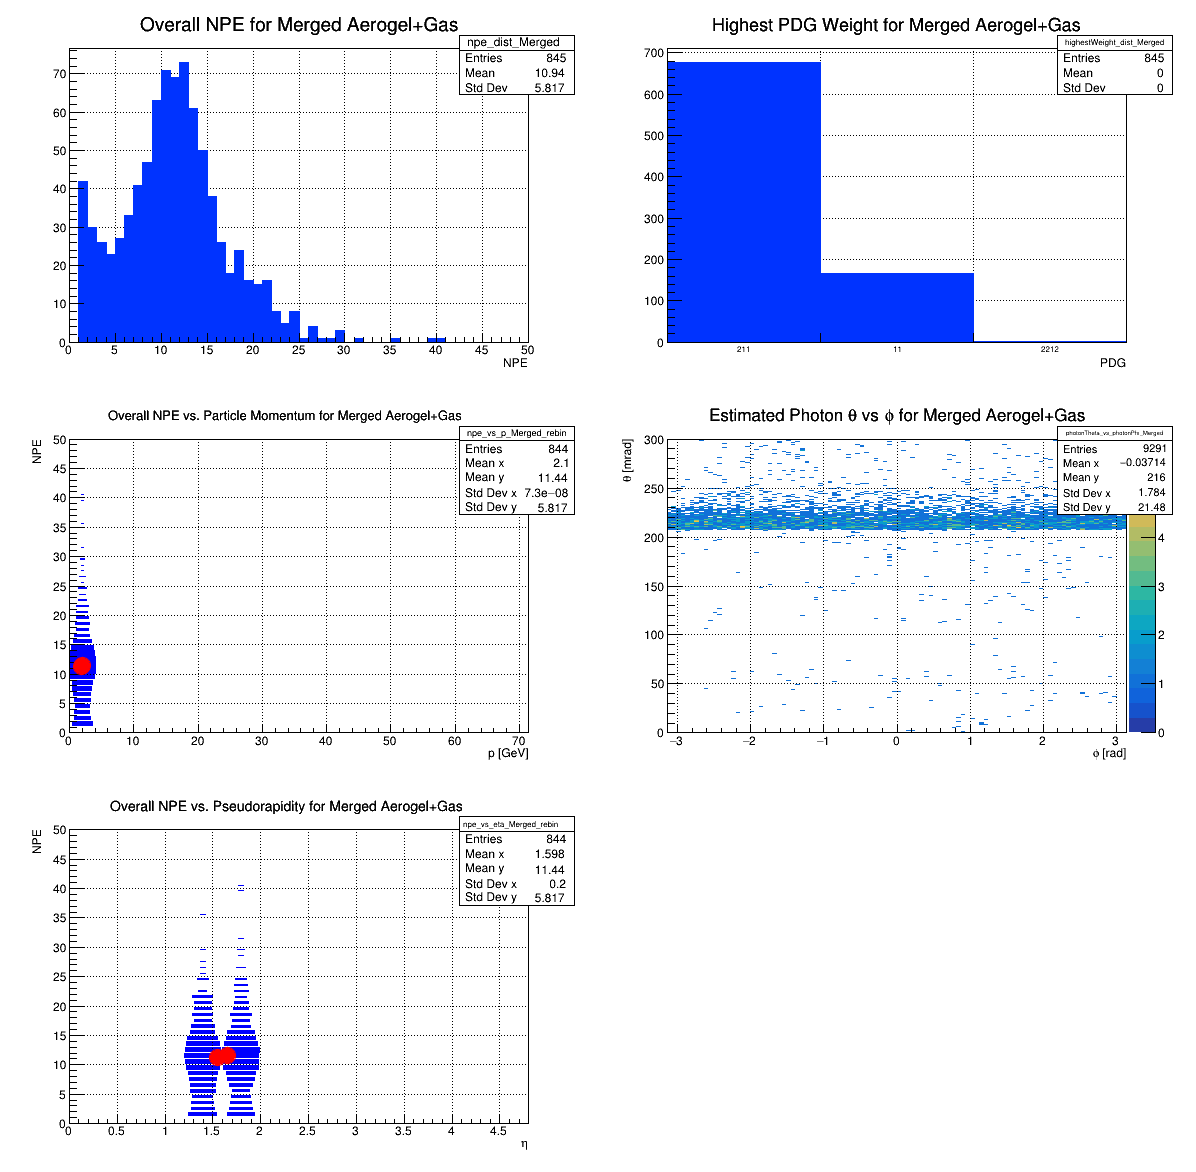 Overall NPE for Merged Aerogel+Gas
npe_dist_Merged
Entries 845
Mean 10.94
Std Dev 5.817
70
60
50
40
30
20
10
0
0 5 10 15 20 25 30 35 40 45 50
NPE
Highest PDG Weight for Merged Aerogel+Gas
highestWeight_dist_Merged
Entries 845
Mean 0
Std Dev 0
700
600
500
400
300
200
100
0
211 11 2212
PDG
Overall NPE vs. Particle Momentum for Merged Aerogel+Gas
npe_vs_p_Merged_rebin
Entries 844
Mean x 2.1
Mean y 11.44
Std Dev x 7.3e−08
Std Dev y 5.817
NPE
50
45
40
35
30
25
20
15
10
5
0
0 10 20 30 40 50 60 70
p [GeV]
Estimated Photon θ vs ϕ for Merged Aerogel+Gas
photonTheta_vs_photonPhi_Merged
Entries 9291
Mean x −0.03714
Mean y 216
Std Dev x 1.784
Std Dev y 21.48
θ [mrad]
300
250
200
150
100
50
0
−3 −2 −1 0 1 2 3
ϕ [rad]
4
3
2
1
0
Overall NPE vs. Pseudorapidity for Merged Aerogel+Gas
npe_vs_eta_Merged_rebin
Entries 844
Mean x 1.598
Mean y 11.44
Std Dev x 0.2
Std Dev y 5.817
NPE
50
45
40
35
30
25
20
15
10
5
0
0 0.5 1 1.5 2 2.5 3 3.5 4 4.5
η